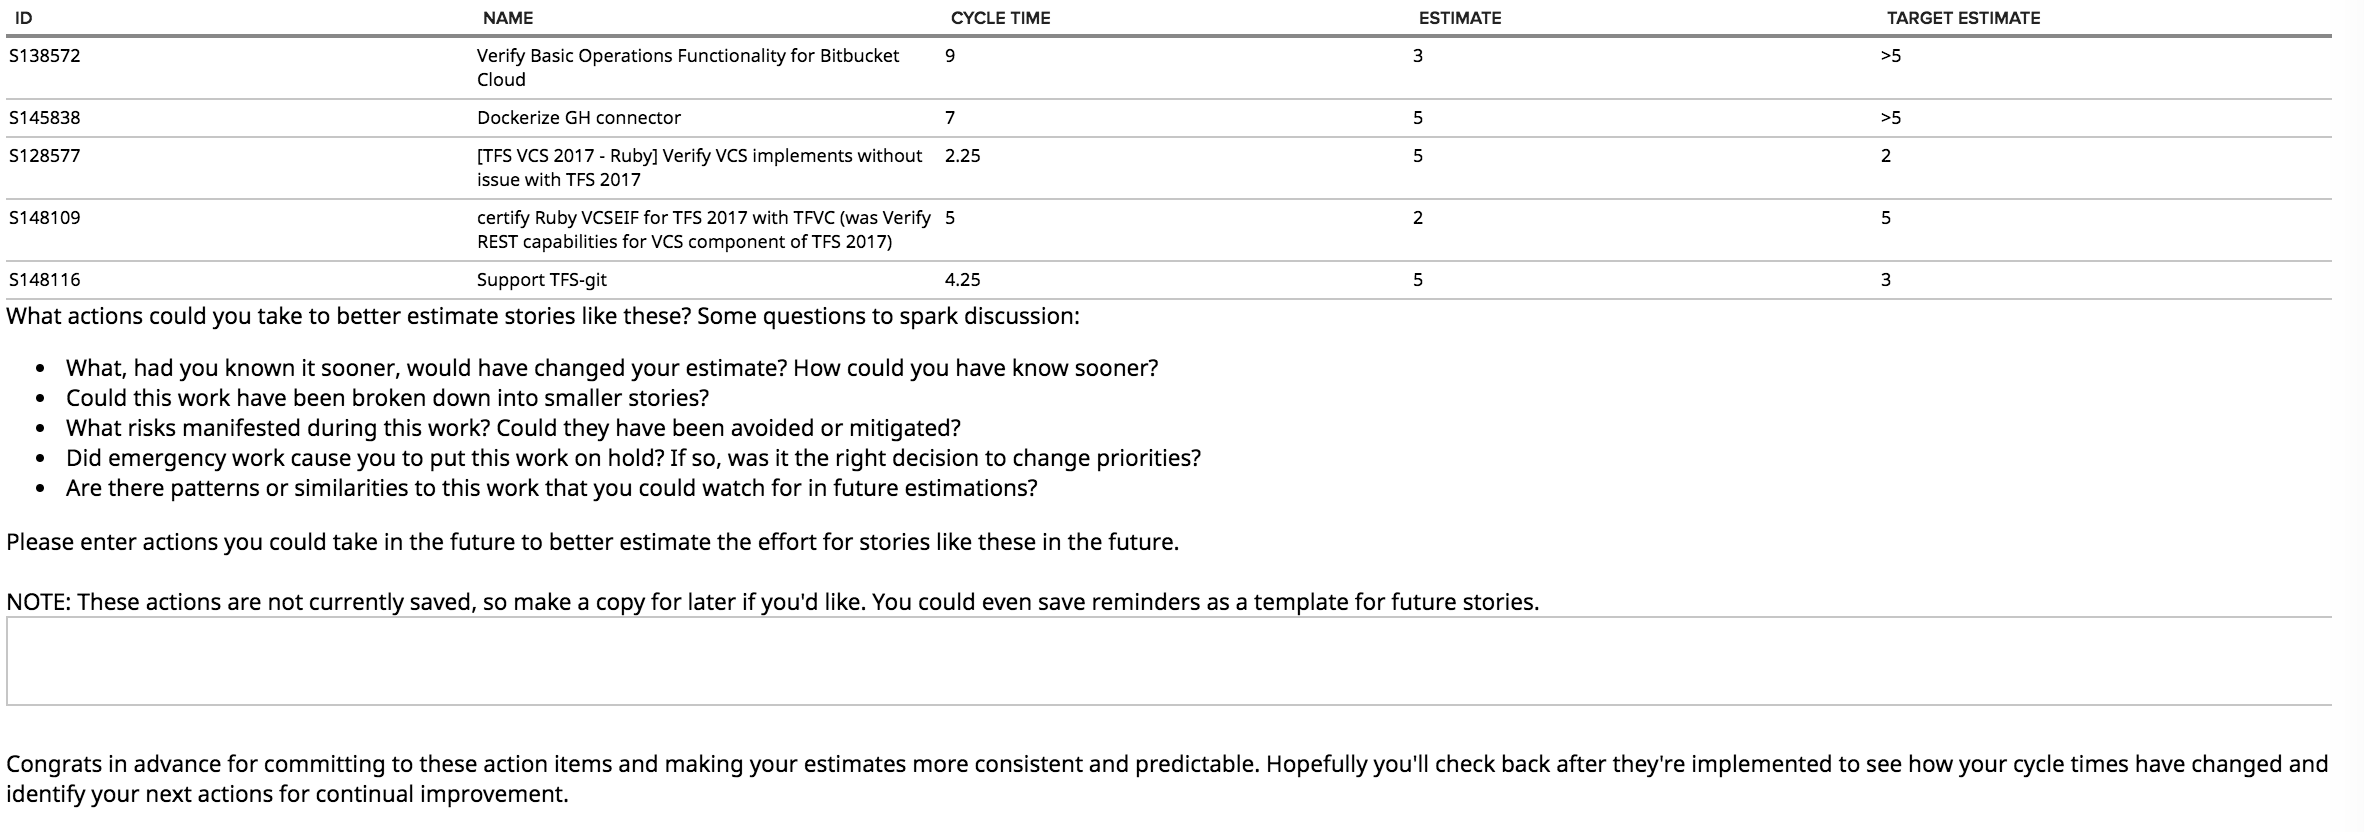 ID NAME CYCLE TIME ESTIMATE TARGET ESTIMATE
S138572 Verify Basic Operations Functionality for Bitbucket 9 3 >5
Cloud
S145838 Dockerize GH connector 7 5 >5
S128577 [TFS VCS 2017 - Ruby] Verify VCS implements without 2.25 5 2
issue with TFS 2017
S148109 certify Ruby VCSEIF for TFS 2017 with TFVC (was Verify 5 2 5
REST capabilities for VCS component of TFS 2017)
S148116 Support TFS-git 4.25 5 3
What actions could you take to better estimate stories like these? Some questions to spark discussion:
• What, had you known it sooner, would have changed your estimate? How could you have know sooner?
• Could this work have been broken down into smaller stories?
• What risks manifested during this work? Could they have been avoided or mitigated?
• Did emergency work cause you to put this work on hold? If so, was it the right decision to change priorities?
• Are there patterns or similarities to this work that you could watch for in future estimations?
Please enter actions you could take in the future to better estimate the effort for stories like these in the future.
NOTE: These actions are not currently saved, so make a copy for later if you'd like. You could even save reminders as a template for future stories.
Congrats in advance for committing to these action items and making your estimates more consistent and predictable. Hopefully you'll check back after they're implemented to see how your cycle times have changed and
identify your next actions for continual improvement.